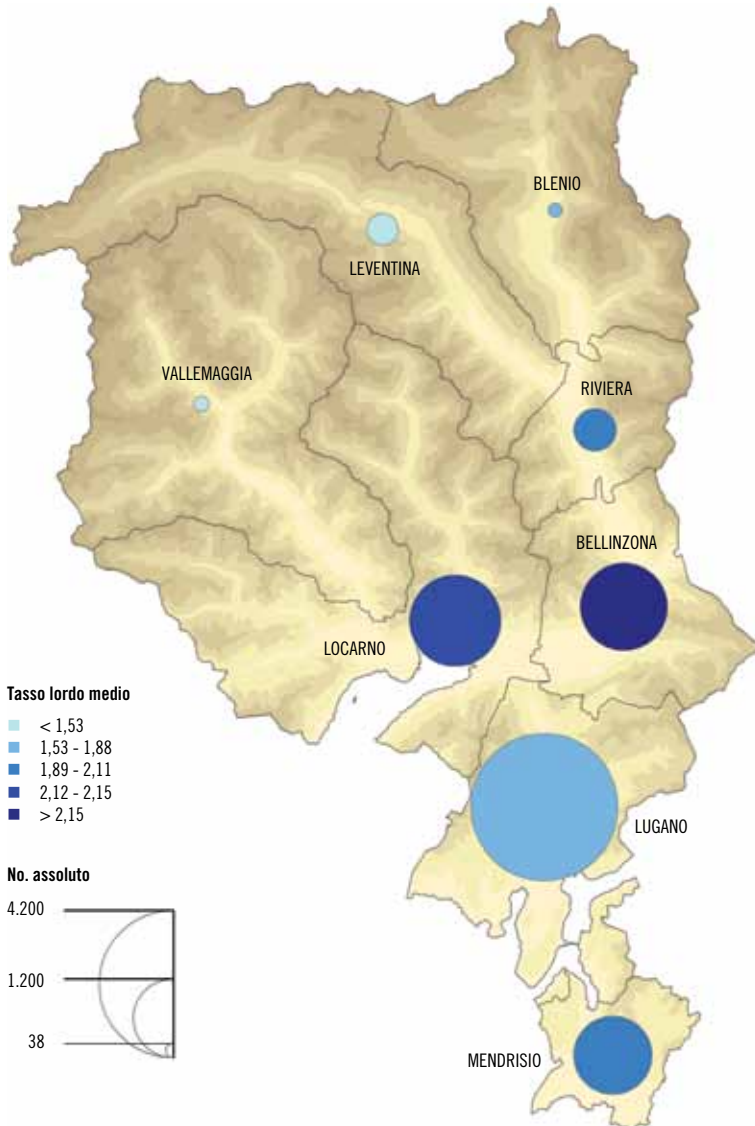 BLENIO
LEVENTINA
VALLEMAGGIA
RIVIERA
BELLINZONA
LOCARNO
Tasso lordo medio
< 1,53
1,53 - 1,88
1,89 - 2,11
2,12 - 2,15
> 2,15
LUGANO
No. assoluto
4.200
1.200
38
MENDRISIO